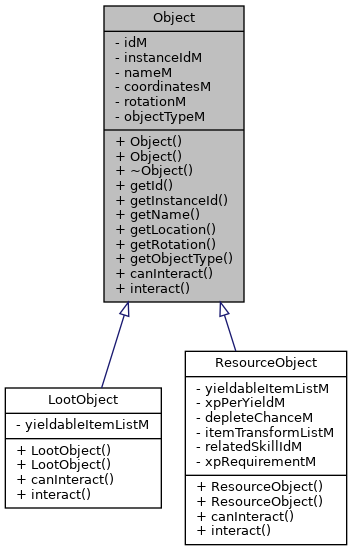 Object
- idM
- instanceIdM
- nameM
- coordinatesM
- rotationM
- objectTypeM
+ Object()
+ Object()
+ ~Object()
+ getId()
+ getInstanceId()
+ getName()
+ getLocation()
+ getRotation()
+ getObjectType()
+ canInteract()
+ interact()
LootObject
- yieldableItemListM
+ LootObject()
+ LootObject()
+ canInteract()
+ interact()
ResourceObject
- yieldableItemListM
- xpPerYieldM
- depleteChanceM
- itemTransformListM
- relatedSkillIdM
- xpRequirementM
+ ResourceObject()
+ ResourceObject()
+ canInteract()
+ interact()